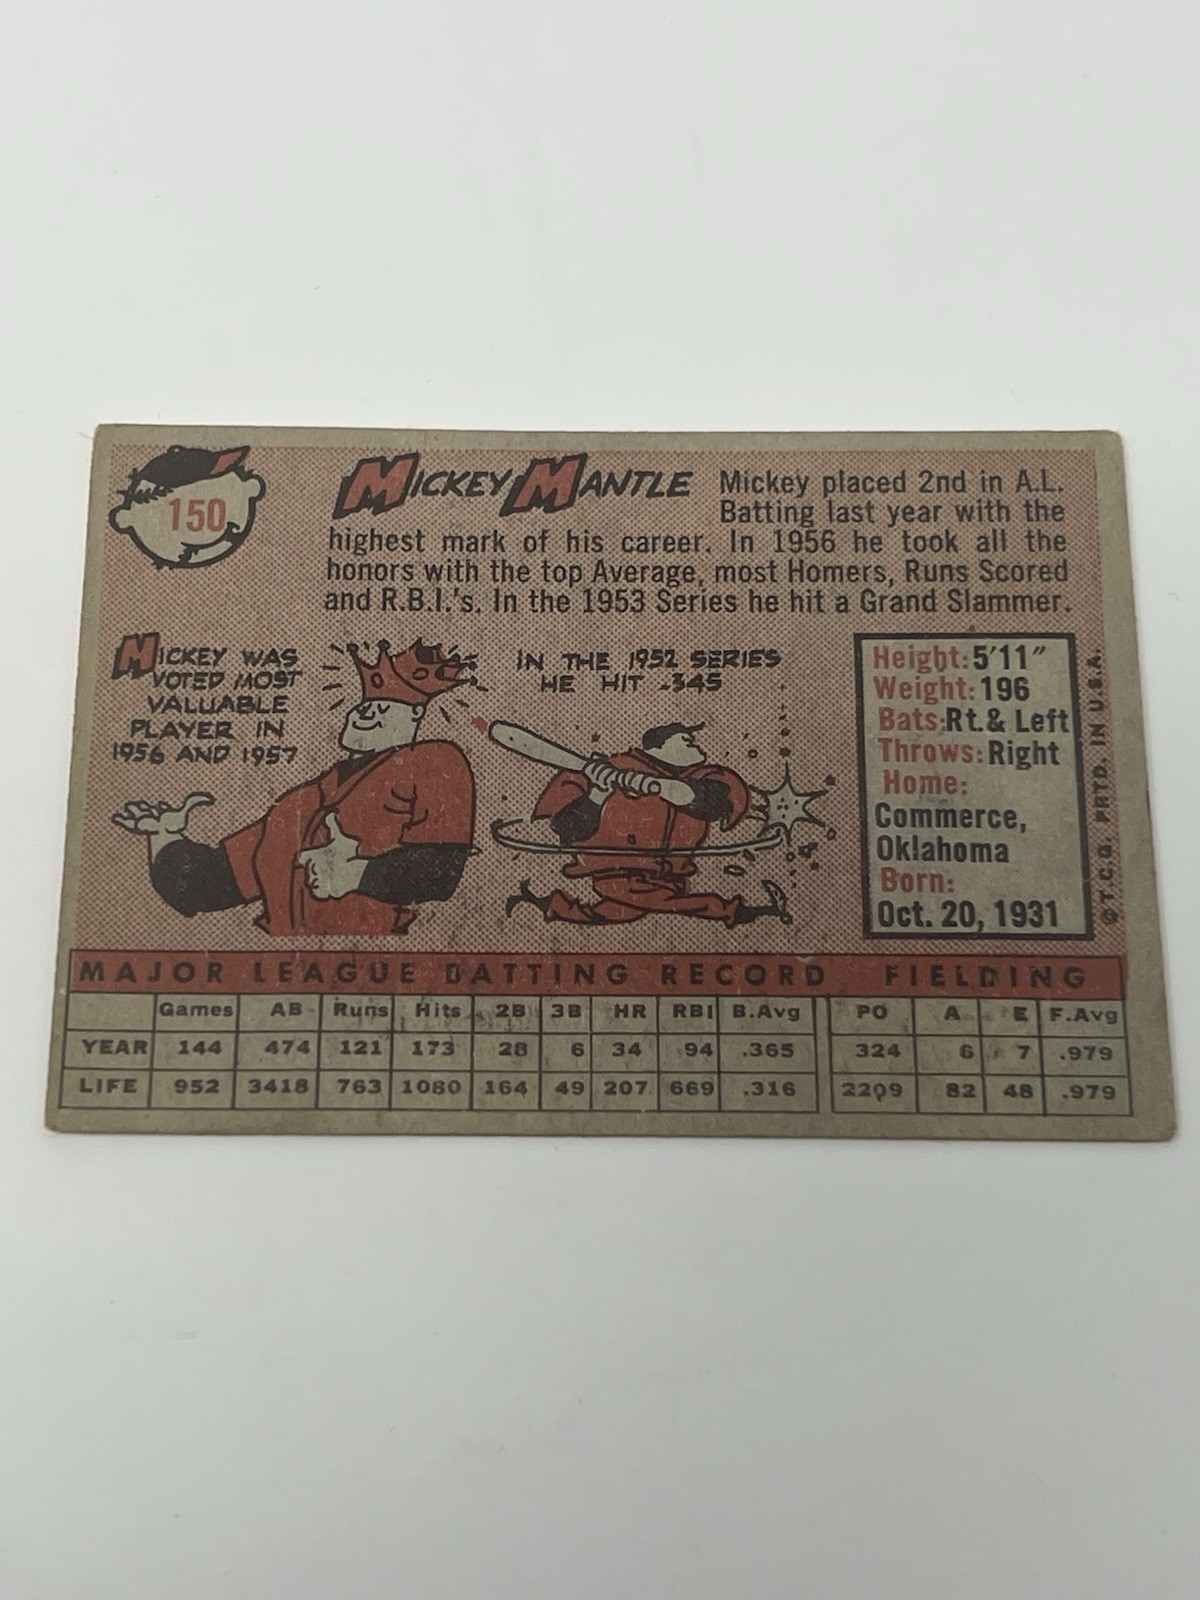 150
MICKEY MANTLE
Mickey placed 2nd in A.L.
Batting last year with the
highest mark of his career. In 1956 he took all the
honors with the top Average, most Homers, Runs Scored
and R.B.I.'s. In the 1953 Series he hit a Grand Slammer.
MICKEY WAS
VOTED MOST
VALUABLE
PLAYER IN
1956 AND 1957
IN THE 1952 SERIES
HE HIT .345
Height: 5'11"
Weight: 196
Bats: Rt. & Left
Throws: Right
Home:
Commerce,
Oklahoma
Born:
Oct. 20, 1931
©T.C.G. PRTD. IN U.S.A.
MAJOR LEAGUE BATTING RECORD FIELDING
Games AB Runs Hits 2B 3B HR RBI B.Avg PO A E F.Avg
YEAR 144 474 121 173 28 6 34 94 .365 324 6 7 .979
LIFE 952 3418 763 1080 164 49 207 669 .316 2209 82 48 .979